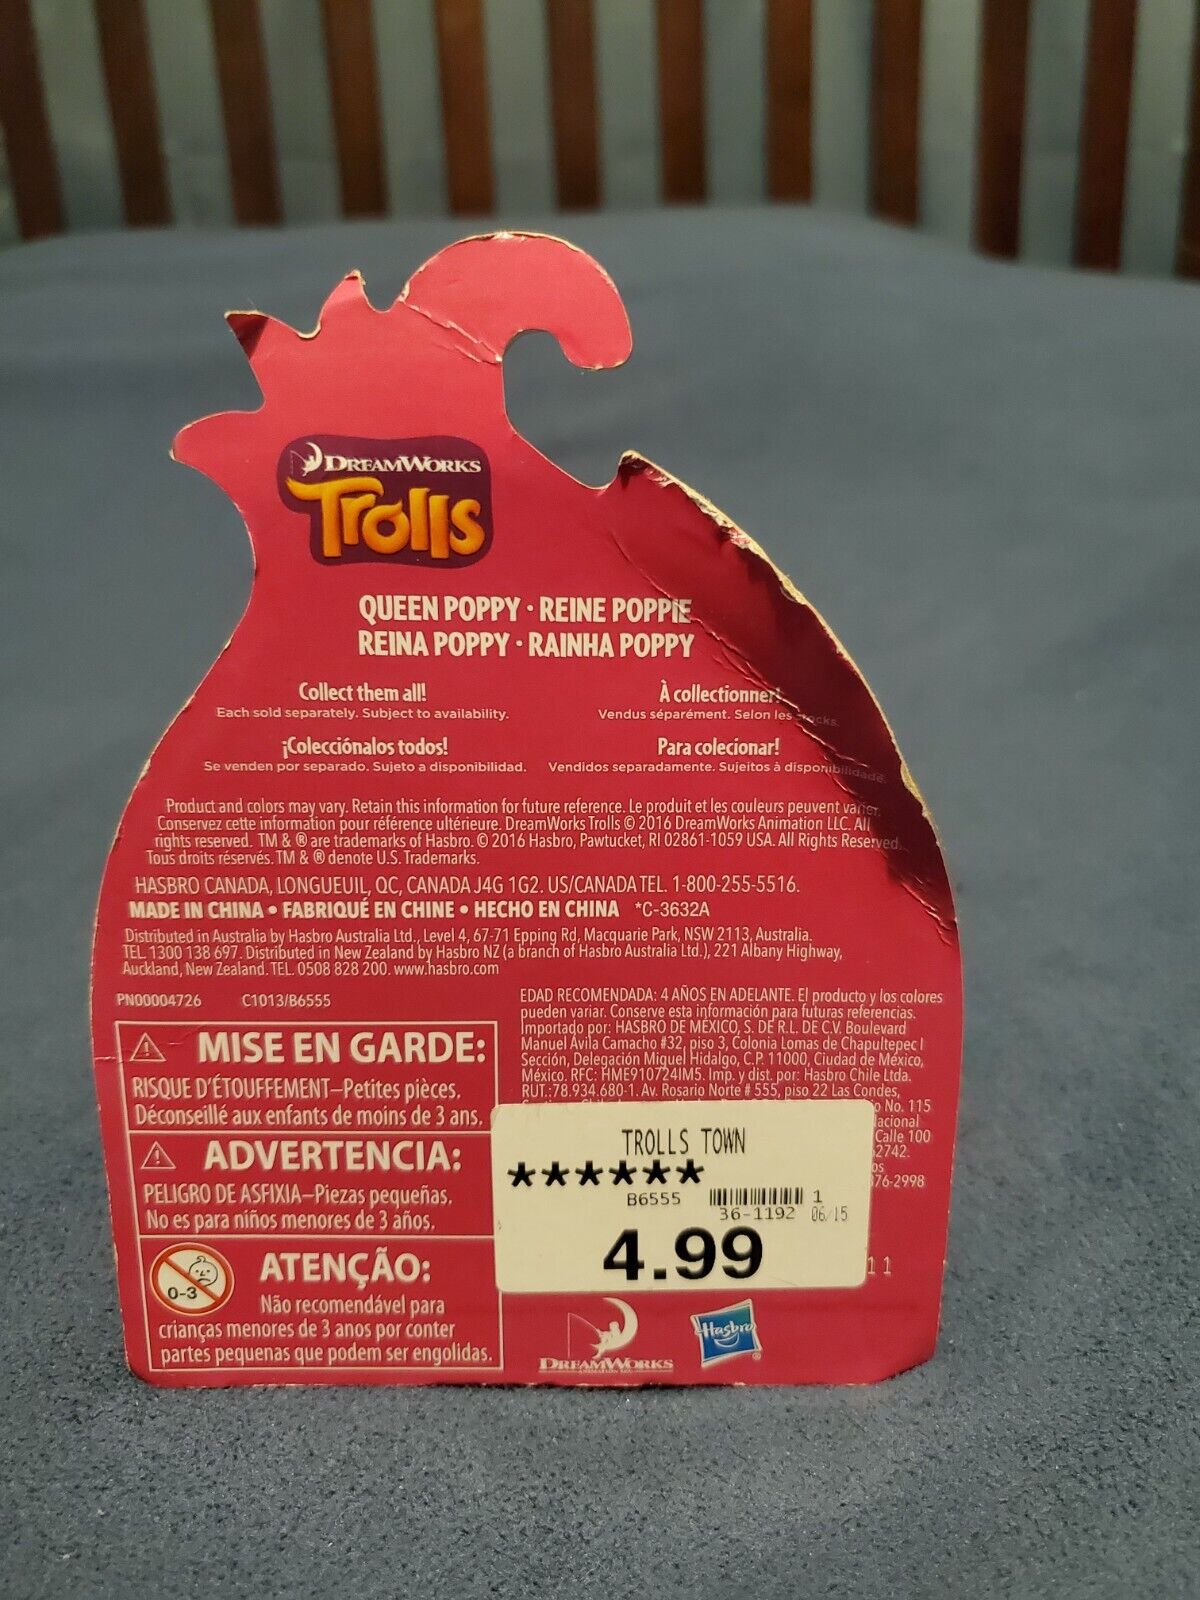 DREAMWORKS
Trolls
QUEEN POPPY · REINE POPPIE
REINA POPPY · RAINHA POPPY
Collect them all!
Each sold separately. Subject to availability.
À collectionner!
Vendus séparément. Selon les stocks.
¡Colecciónalos todos!
Se venden por separado. Sujeto a disponibilidad.
Para colecionar!
Vendidos separadamente. Sujeitos à disponibilidade.
Product and colors may vary. Retain this information for future reference. Le produit et les couleurs peuvent varier.
Conservez cette information pour référence ultérieure. DreamWorks Trolls © 2016 DreamWorks Animation LLC. All
rights reserved. TM & ® are trademarks of Hasbro. © 2016 Hasbro, Pawtucket, RI 02861-1059 USA. All Rights Reserved.
Tous droits réservés. TM & ® denote U.S. Trademarks.
HASBRO CANADA, LONGUEUIL, QC, CANADA J4G 1G2. US/CANADA TEL. 1-800-255-5516.
MADE IN CHINA • FABRIQUÉ EN CHINE • HECHO EN CHINA *C-3632A
Distributed in Australia by Hasbro Australia Ltd., Level 4, 67-71 Epping Rd, Macquarie Park, NSW 2113, Australia.
TEL. 1300 138 697. Distributed in New Zealand by Hasbro NZ (a branch of Hasbro Australia Ltd.), 221 Albany Highway,
Auckland, New Zealand. TEL. 0508 828 200. www.hasbro.com
PN00004726 C1013/B6555
MISE EN GARDE:
RISQUE D'ÉTOUFFEMENT—Petites pièces.
Déconseillé aux enfants de moins de 3 ans.
ADVERTENCIA:
PELIGRO DE ASFIXIA—Piezas pequeñas.
No es para niños menores de 3 años.
0-3
ATENÇÃO:
Não recomendável para
crianças menores de 3 anos por conter
partes pequenas que podem ser engolidas.
EDAD RECOMENDADA: 4 AÑOS EN ADELANTE. El producto y los colores
pueden variar. Conserve esta información para futuras referencias.
Importado por: HASBRO DE MEXICO, S. DE R.L. DE C.V. Boulevard
Manuel Ávila Camacho #32, piso 3, Colonia Lomas de Chapultepec I
Sección, Delegación Miguel Hidalgo, C.P. 11000, Ciudad de México,
México. RFC: HME910724IM5. Imp. y dist. por: Hasbro Chile Ltda.
RUT.:78.934.680-1. Av. Rosario Norte # 555, piso 22 Las Condes,
No. 115
Calle 100
62742.
876-2998
TROLLS TOWN
******
B6555 1
36-1192 06/15
4.99
11
DREAMWORKS
Hasbro
®